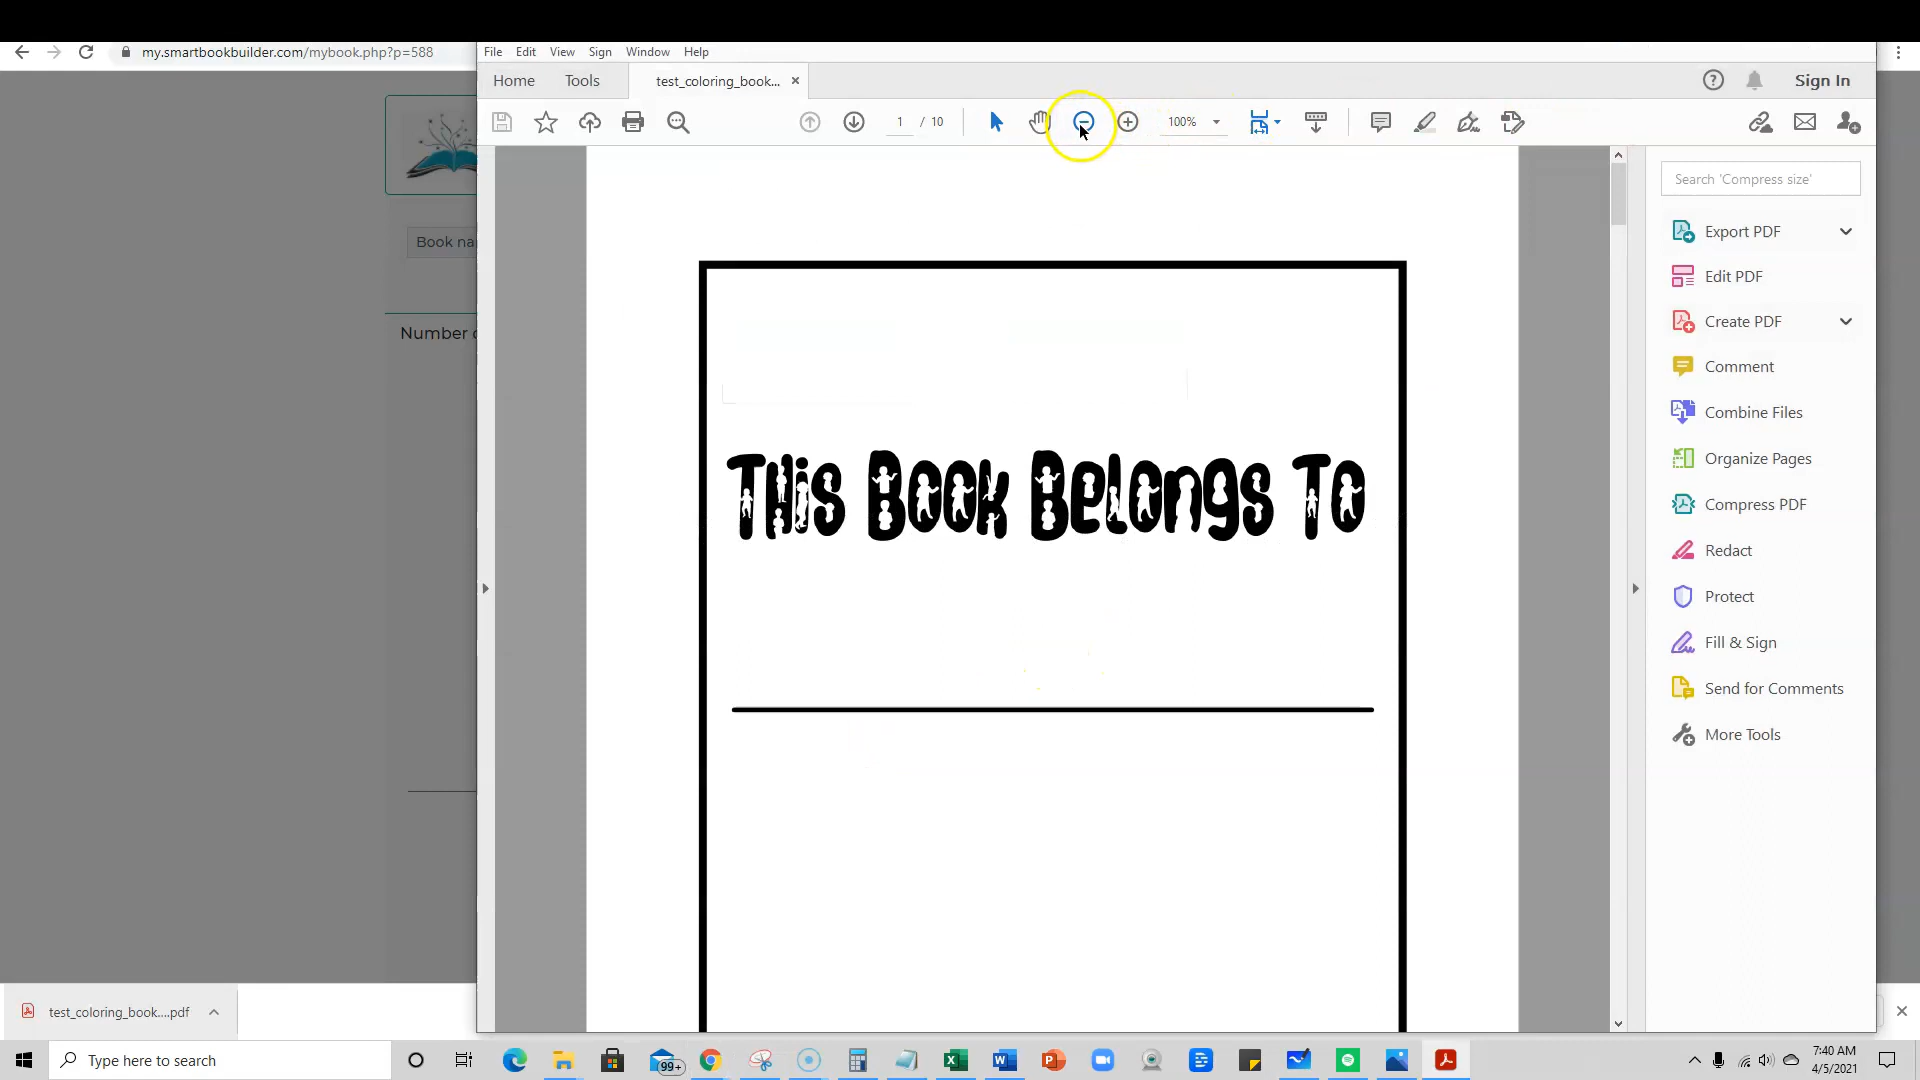 my.smartbookbuilder.com/mybook.php?p=588
File Edit View Sign Window Help
Home Tools test_coloring_book... × Sign In
1 / 10 100%
Search 'Compress size'
Export PDF
Edit PDF
Create PDF
Comment
Combine Files
Organize Pages
Compress PDF
Redact
Protect
Fill & Sign
Send for Comments
More Tools
Book na
Number
This Book Belongs To
test_coloring_book....pdf
Type here to search
99+
7:40 AM
4/5/2021